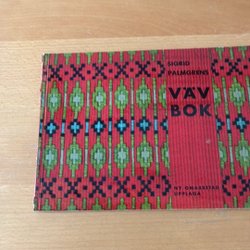 SIGRID
PALMGRENS
VÄV
BOK
NY OMARBETAD
UPPLAGA